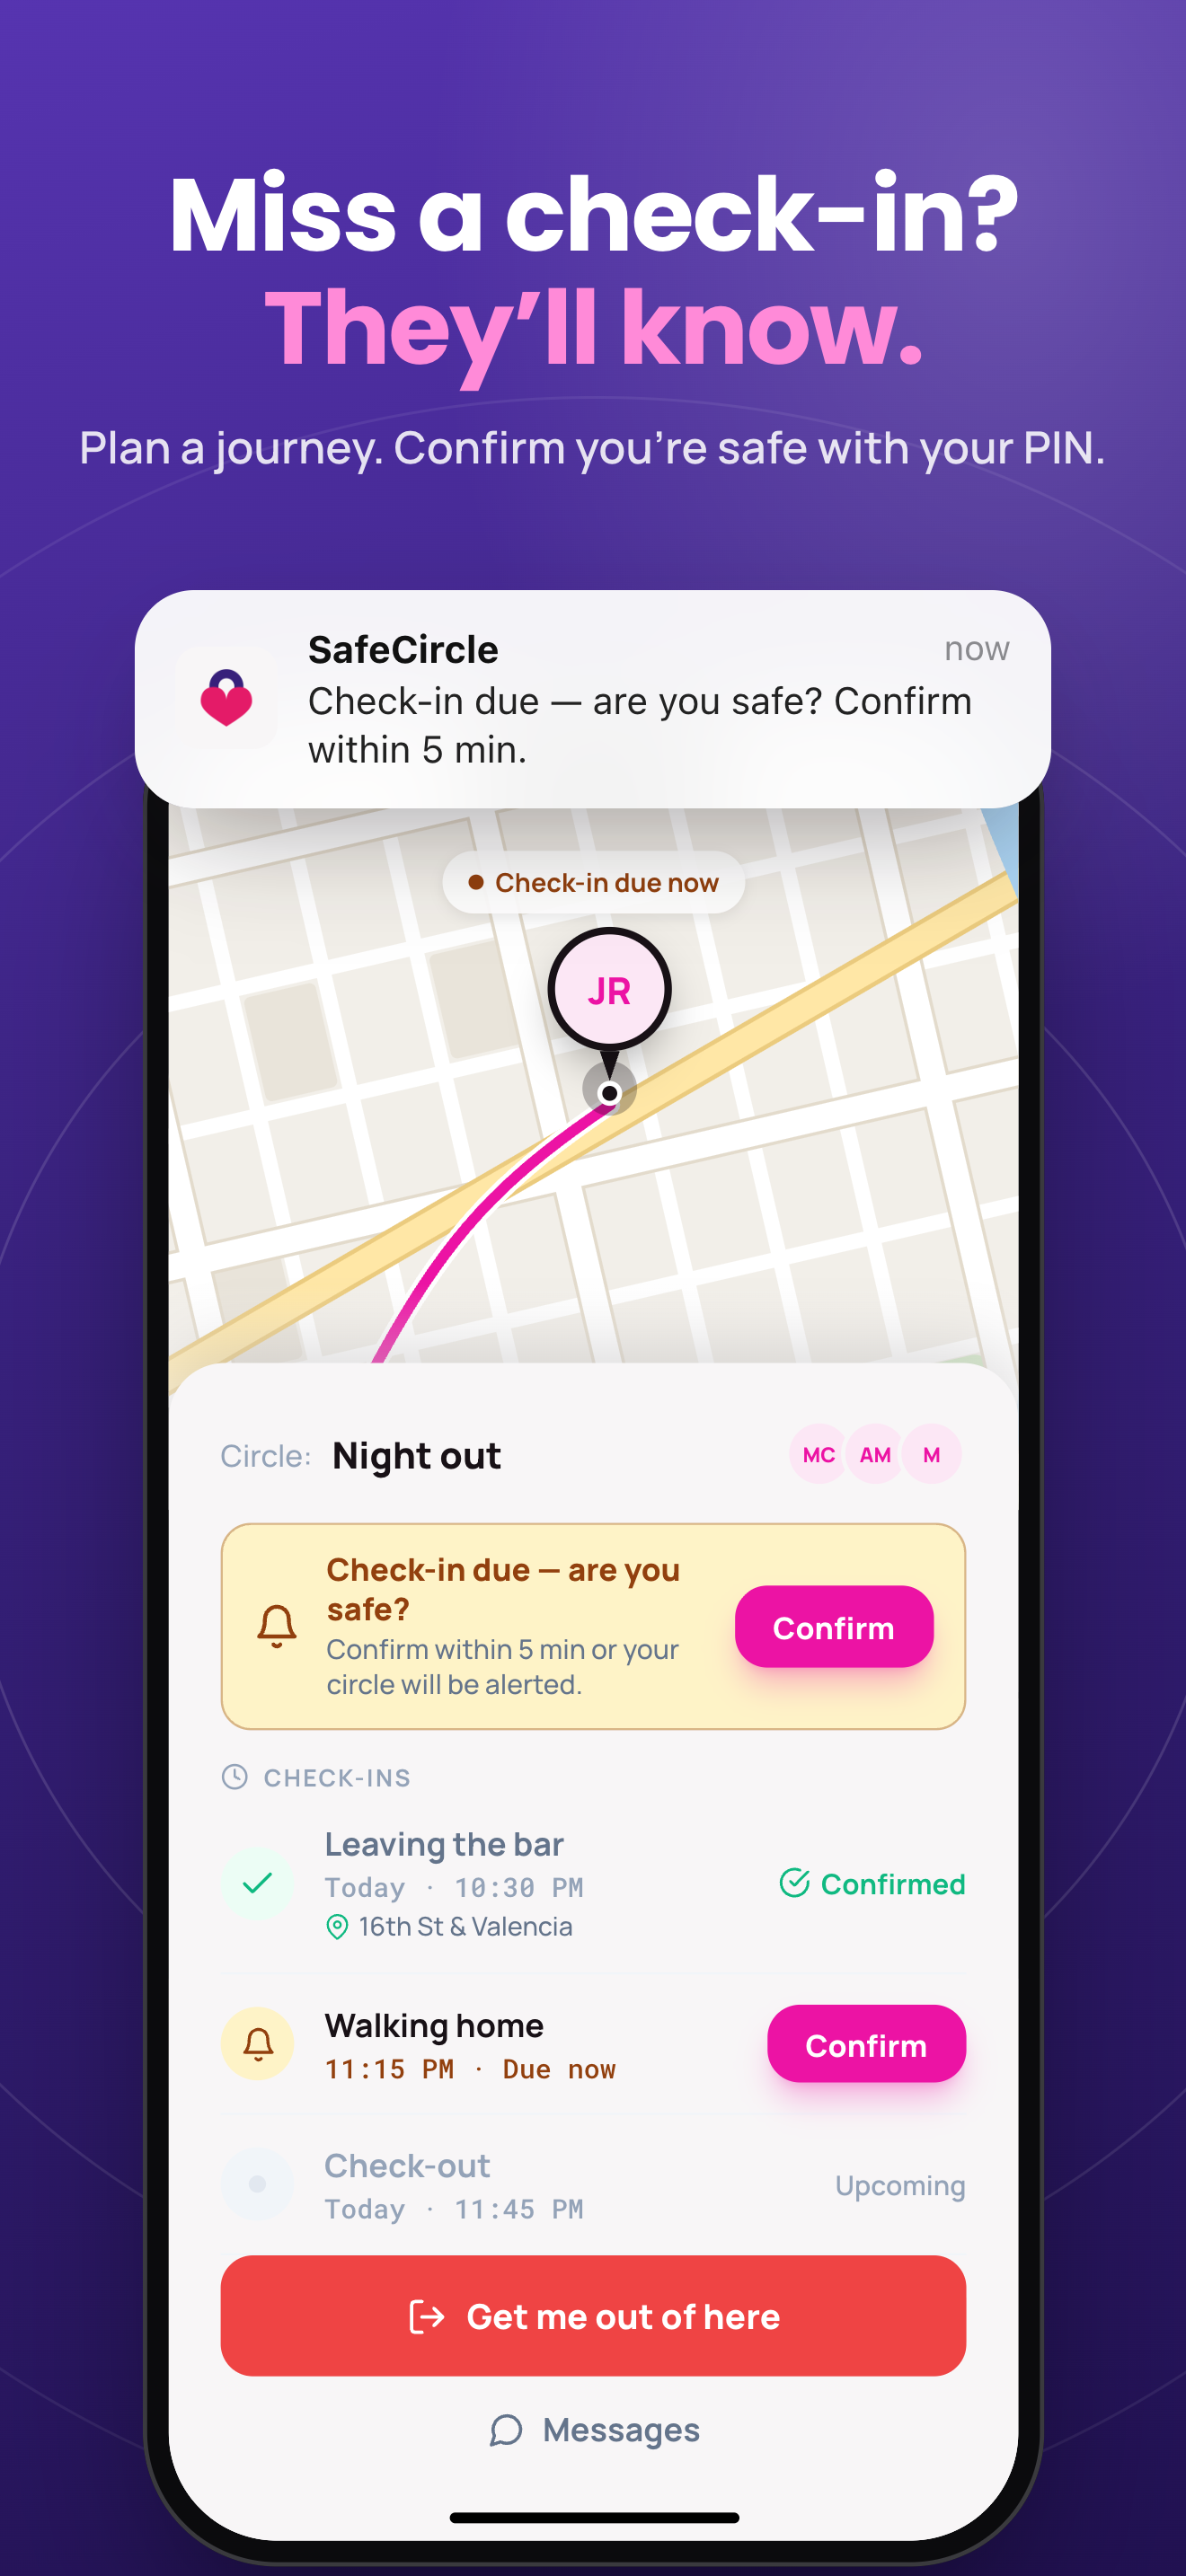 Miss a check-in?
They’ll know.
Plan a journey. Confirm you’re safe with your PIN.
SafeCircle
now
Check-in due — are you safe? Confirm
within 5 min.
Check-in due now
JR
Circle: Night out
MC AM M
Check-in due — are you
safe?
Confirm within 5 min or your
circle will be alerted.
Confirm
CHECK-INS
Leaving the bar
Today · 10:30 PM
16th St & Valencia
Confirmed
Walking home
11:15 PM · Due now
Confirm
Check-out
Today · 11:45 PM
Upcoming
Get me out of here
Messages